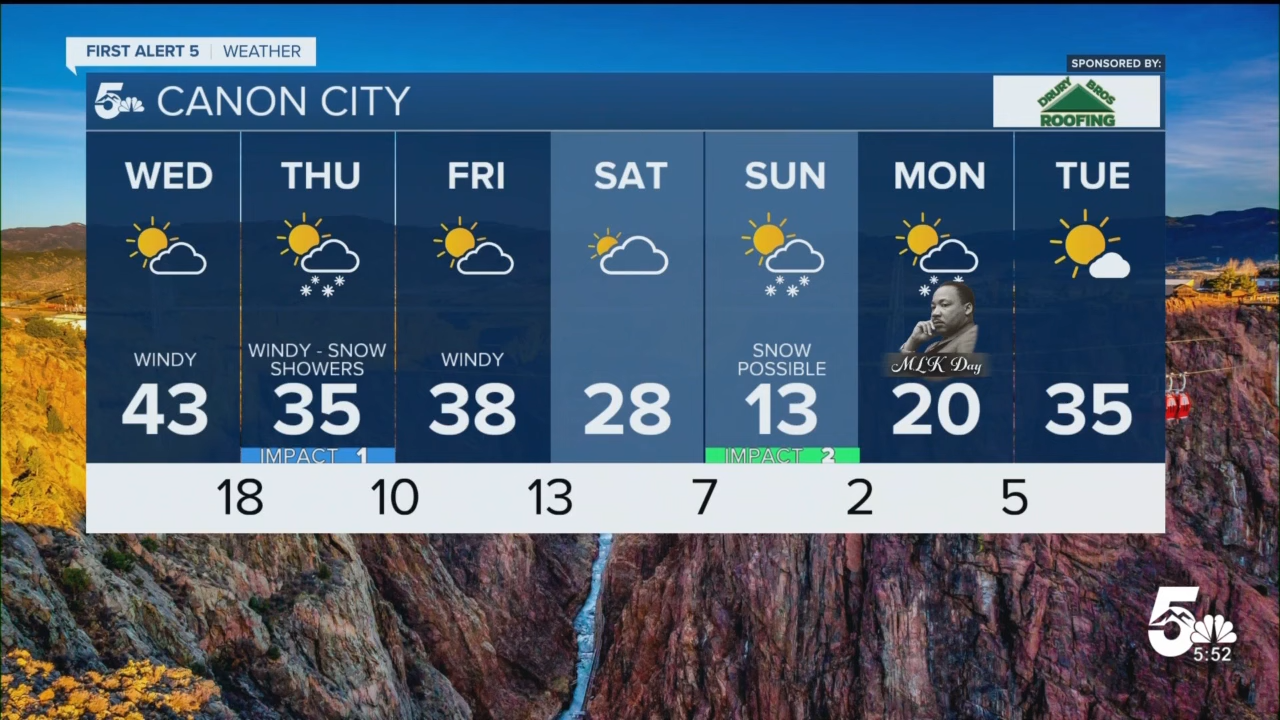 FIRST ALERT 5 | WEATHER
SPONSORED BY:
5 CANON CITY
DRURY BROS
ROOFING
WED THU FRI SAT SUN MON TUE
WINDY
WINDY - SNOW
SHOWERS
WINDY
SNOW
POSSIBLE
MLK Day
43 35 38 28 13 20 35
IMPACT 1
IMPACT 2
18 10 13 7 2 5
5
5:52